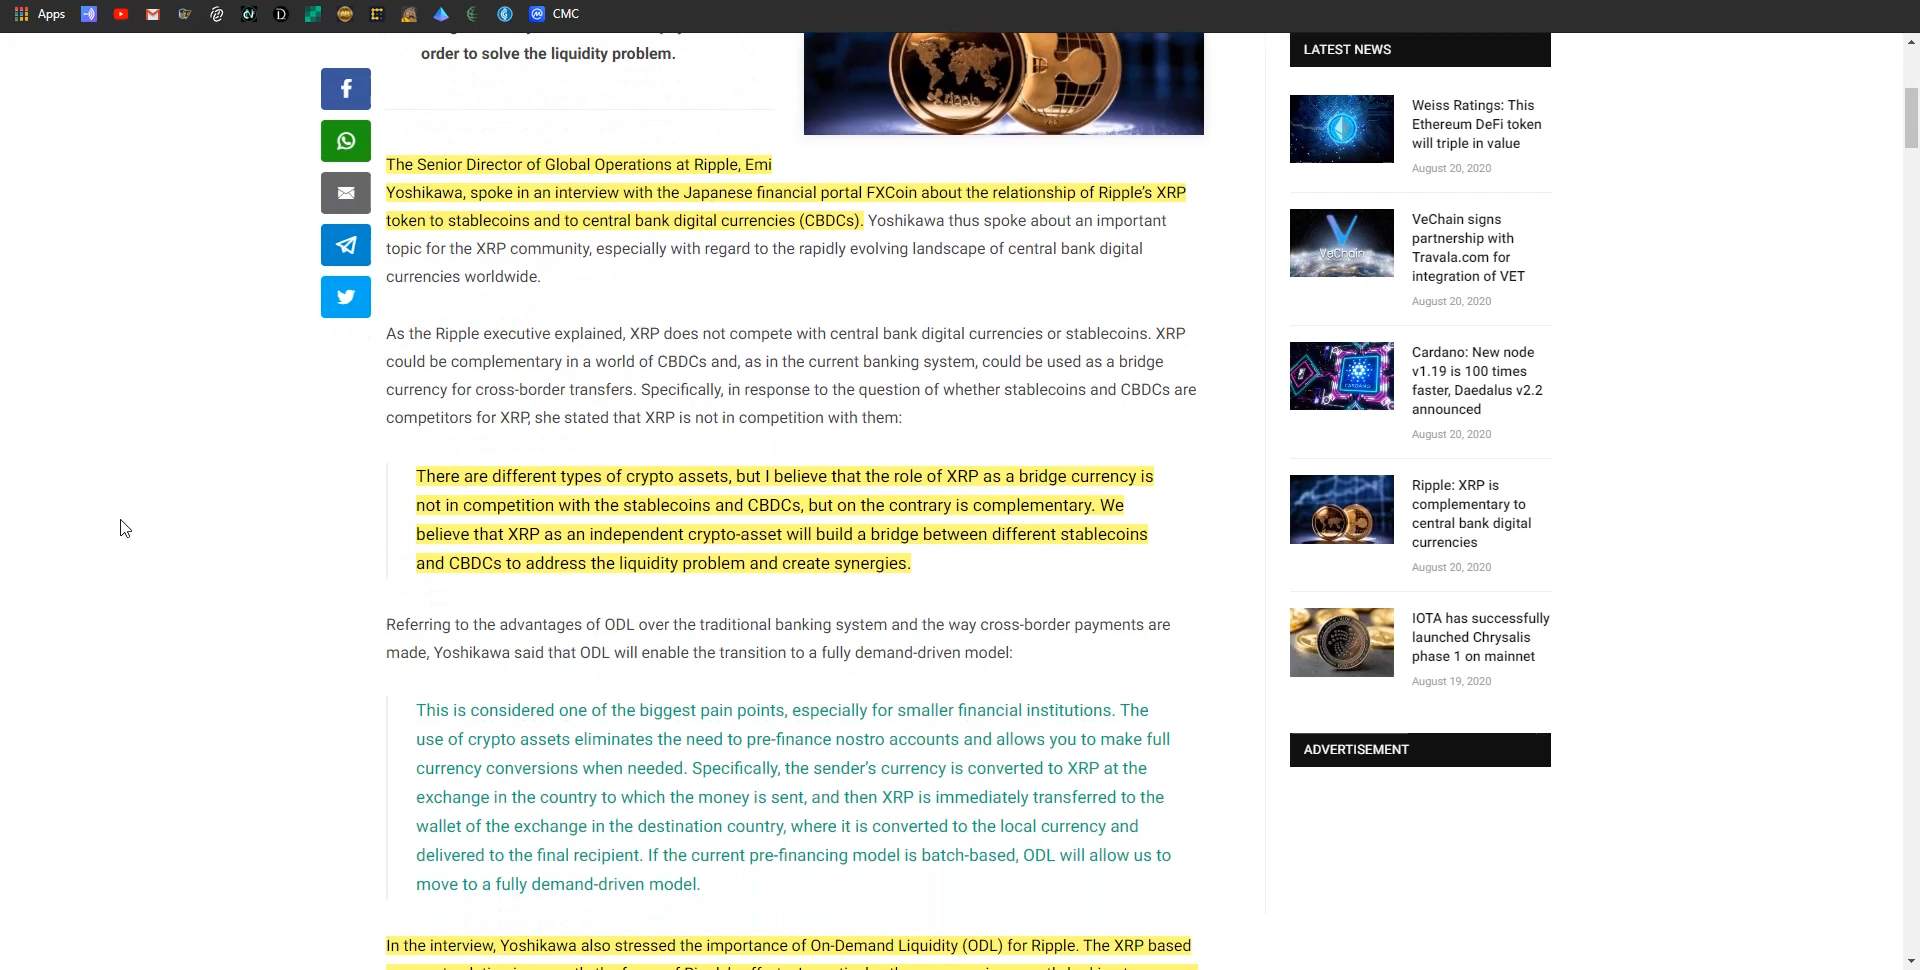 Apps
CMC
order to solve the liquidity problem.
ripple
The Senior Director of Global Operations at Ripple, Emi
Yoshikawa, spoke in an interview with the Japanese financial portal FXCoin about the relationship of Ripple's XRP
token to stablecoins and to central bank digital currencies (CBDCs). Yoshikawa thus spoke about an important
topic for the XRP community, especially with regard to the rapidly evolving landscape of central bank digital
currencies worldwide.
As the Ripple executive explained, XRP does not compete with central bank digital currencies or stablecoins. XRP
could be complementary in a world of CBDCs and, as in the current banking system, could be used as a bridge
currency for cross-border transfers. Specifically, in response to the question of whether stablecoins and CBDCs are
competitors for XRP, she stated that XRP is not in competition with them:
There are different types of crypto assets, but I believe that the role of XRP as a bridge currency is
not in competition with the stablecoins and CBDCs, but on the contrary is complementary. We
believe that XRP as an independent crypto-asset will build a bridge between different stablecoins
and CBDCs to address the liquidity problem and create synergies.
Referring to the advantages of ODL over the traditional banking system and the way cross-border payments are
made, Yoshikawa said that ODL will enable the transition to a fully demand-driven model:
This is considered one of the biggest pain points, especially for smaller financial institutions. The
use of crypto assets eliminates the need to pre-finance nostro accounts and allows you to make full
currency conversions when needed. Specifically, the sender's currency is converted to XRP at the
exchange in the country to which the money is sent, and then XRP is immediately transferred to the
wallet of the exchange in the destination country, where it is converted to the local currency and
delivered to the final recipient. If the current pre-financing model is batch-based, ODL will allow us to
move to a fully demand-driven model.
In the interview, Yoshikawa also stressed the importance of On-Demand Liquidity (ODL) for Ripple. The XRP based
LATEST NEWS
Weiss Ratings: This
Ethereum DeFi token
will triple in value
August 20, 2020
VeChain
VeChain signs
partnership with
Travala.com for
integration of VET
August 20, 2020
CARDANO
Cardano: New node
v1.19 is 100 times
faster, Daedalus v2.2
announced
August 20, 2020
Ripple: XRP is
complementary to
central bank digital
currencies
August 20, 2020
IOTA has successfully
launched Chrysalis
phase 1 on mainnet
August 19, 2020
ADVERTISEMENT